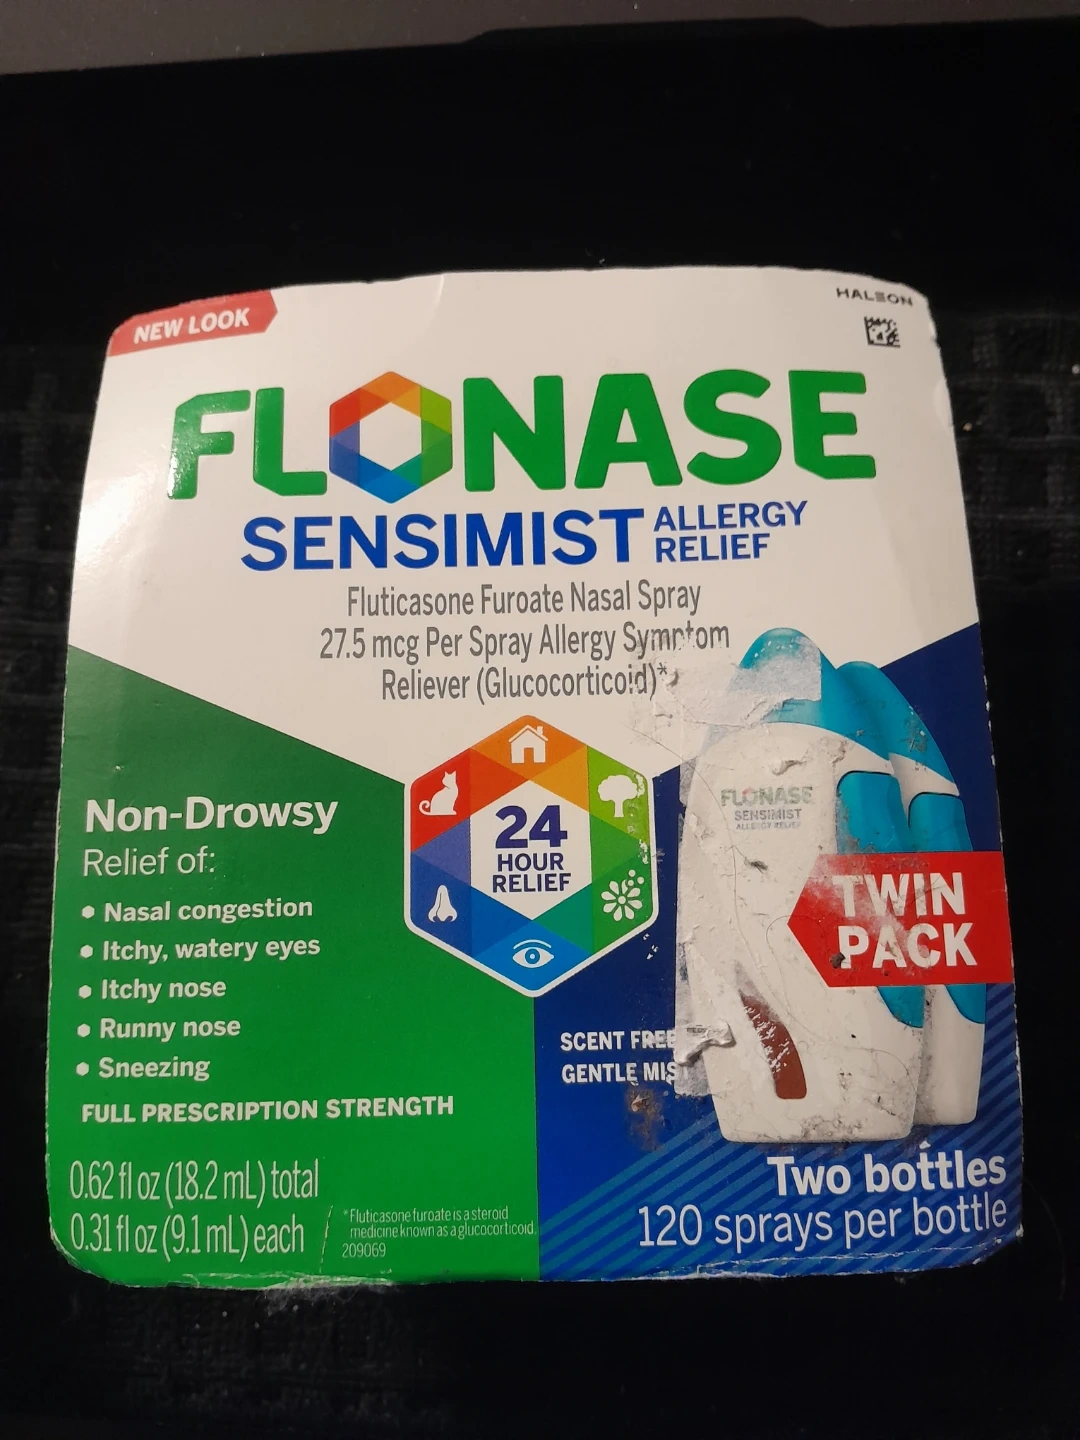 NEW LOOK
HALEON
FLONASE
SENSIMIST ALLERGY
RELIEF
Fluticasone Furoate Nasal Spray
27.5 mcg Per Spray Allergy Symptom
Reliever (Glucocorticoid)*
Non-Drowsy
Relief of:
• Nasal congestion
• Itchy, watery eyes
• Itchy nose
• Runny nose
• Sneezing
FULL PRESCRIPTION STRENGTH
0.62 fl oz (18.2 mL) total
0.31 fl oz (9.1 mL) each
*Fluticasone furoate is a steroid
medicine known as a glucocorticoid.
209069
24
HOUR
RELIEF
FLONASE
SENSIMIST
ALLERGY RELIEF
TWIN
PACK
SCENT FREE
GENTLE MIST
Two bottles
120 sprays per bottle